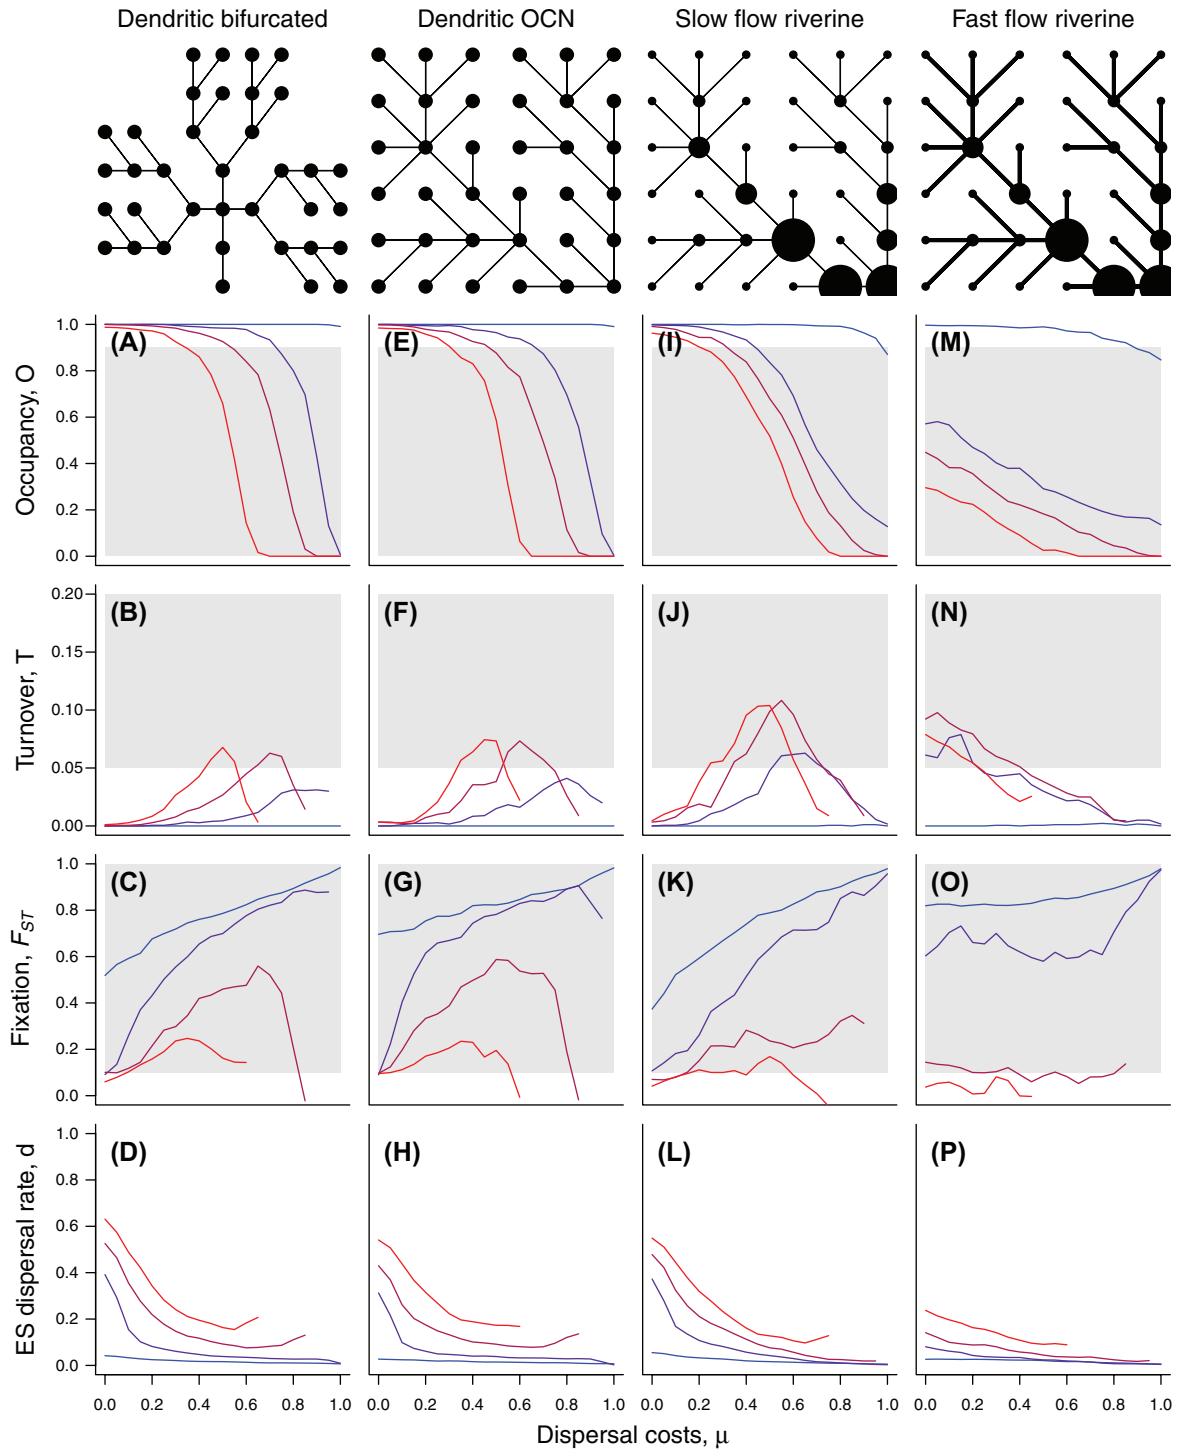 Dendritic bifurcated
Dendritic OCN
Slow flow riverine
Fast flow riverine
Occupancy, O
1.0
0.8
0.6
0.4
0.2
0.0
(A)
(E)
(I)
(M)
Turnover, T
0.20
0.15
0.10
0.05
0.00
(B)
(F)
(J)
(N)
Fixation, F_ST
1.0
0.8
0.6
0.4
0.2
0.0
(C)
(G)
(K)
(O)
ES dispersal rate, d
1.0
0.8
0.6
0.4
0.2
0.0
(D)
(H)
(L)
(P)
0.0 0.2 0.4 0.6 0.8 1.0
0.0 0.2 0.4 0.6 0.8 1.0
0.0 0.2 0.4 0.6 0.8 1.0
0.0 0.2 0.4 0.6 0.8 1.0
Dispersal costs, μ